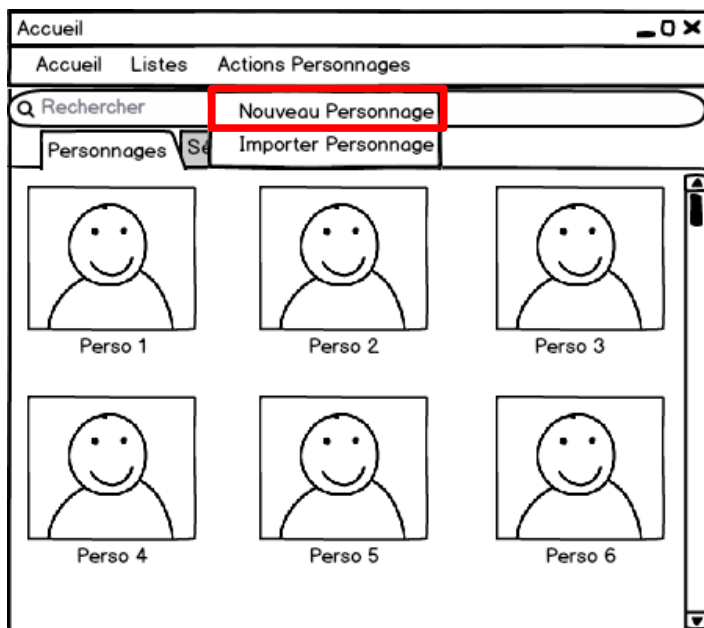 Accueil
Accueil Listes Actions Personnages
Rechercher
Nouveau Personnage
Personnages Sé
Importer Personnage
Perso 1 Perso 2 Perso 3
Perso 4 Perso 5 Perso 6